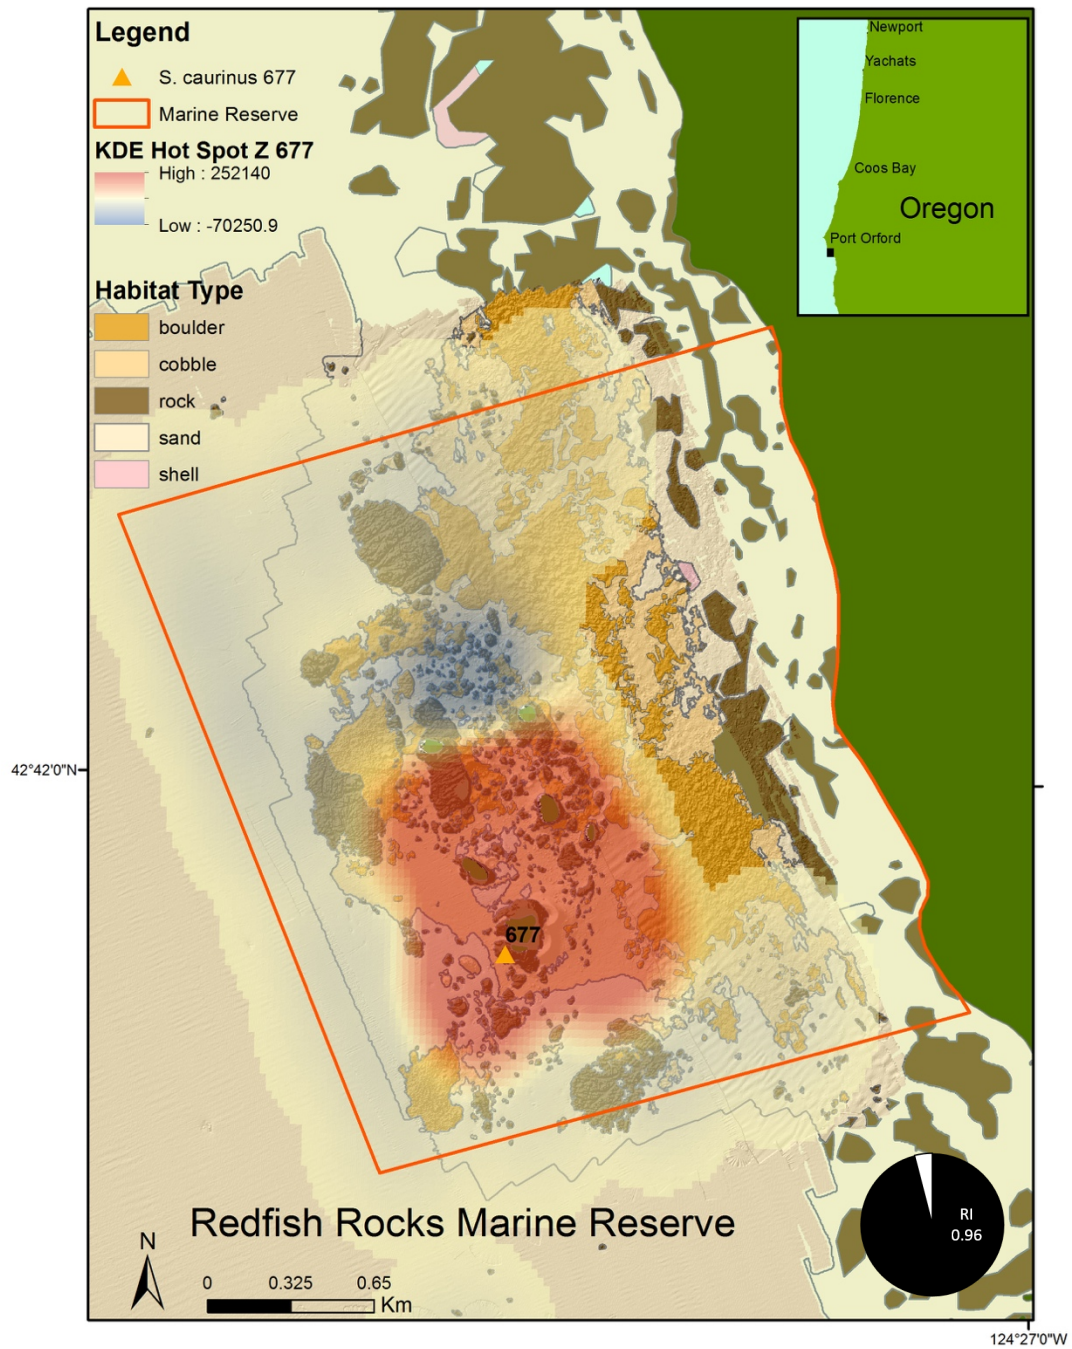 Legend
S. caurinus 677
Marine Reserve
KDE Hot Spot Z 677
High : 252140
Low : -70250.9
Habitat Type
boulder
cobble
rock
sand
shell
Newport
Yachats
Florence
Coos Bay
Oregon
Port Orford
42°42'0"N
677
Redfish Rocks Marine Reserve
N
0 0.325 0.65
Km
RI
0.96
124°27'0"W